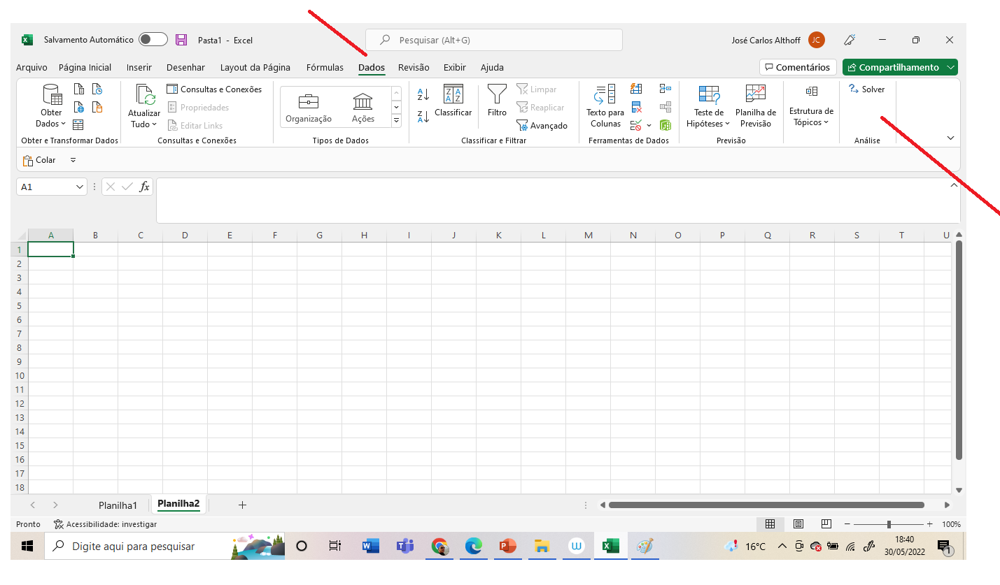 Salvamento Automático Pasta1 - Excel Pesquisar (Alt+G) José Carlos Althoff JC
Arquivo Página Inicial Inserir Desenhar Layout da Página Fórmulas Dados Revisão Exibir Ajuda Comentários Compartilhamento
Obter Dados
Atualizar Tudo
Consultas e Conexões
Propriedades
Editar Links
Organização Ações
Classificar
Filtro
Limpar
Reaplicar
Avançado
Texto para Colunas
Teste de Hipóteses
Planilha de Previsão
Estrutura de Tópicos
Solver
Obter e Transformar Dados Consultas e Conexões Tipos de Dados Classificar e Filtrar Ferramentas de Dados Previsão Análise
Colar
A1 fx
A B C D E F G H I J K L M N O P Q R S T U
1
2
3
4
5
6
7
8
9
10
11
12
13
14
15
16
17
18
Planilha1 Planilha2 +
Pronto Acessibilidade: investigar 100%
Digite aqui para pesquisar 16°C 18:40
30/05/2022 1